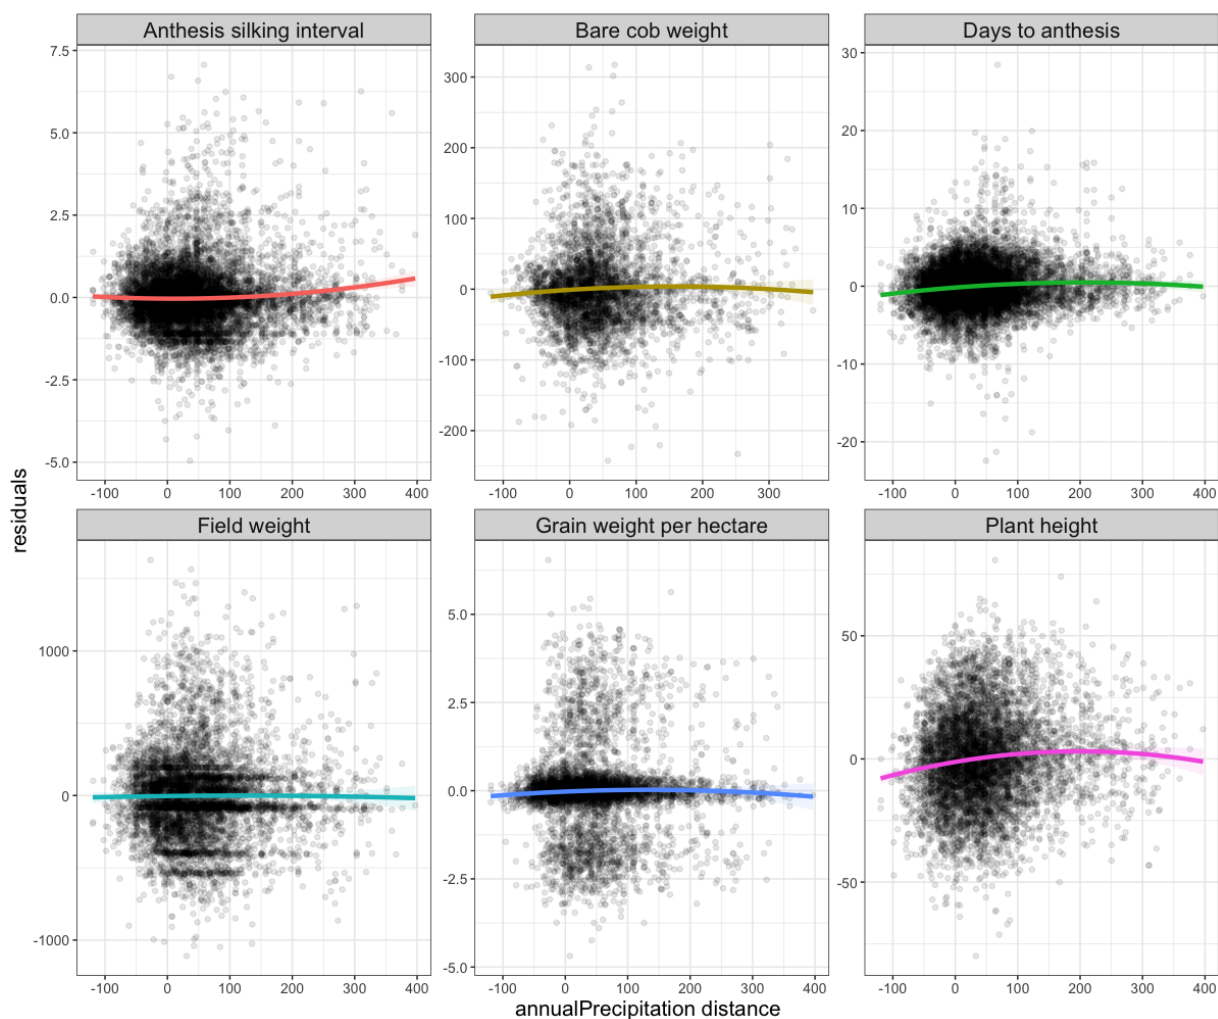 Anthesis silking interval
Bare cob weight
Days to anthesis
7.5
5.0
2.5
0.0
-2.5
-5.0
300
200
100
0
-100
-200
30
20
10
0
-10
-20
-100 0 100 200 300 400
-100 0 100 200 300
-100 0 100 200 300 400
residuals
Field weight
Grain weight per hectare
Plant height
1000
0
-1000
5.0
2.5
0.0
-2.5
-5.0
50
0
-50
-100 0 100 200 300 400
-100 0 100 200 300 400
-100 0 100 200 300 400
annualPrecipitation distance